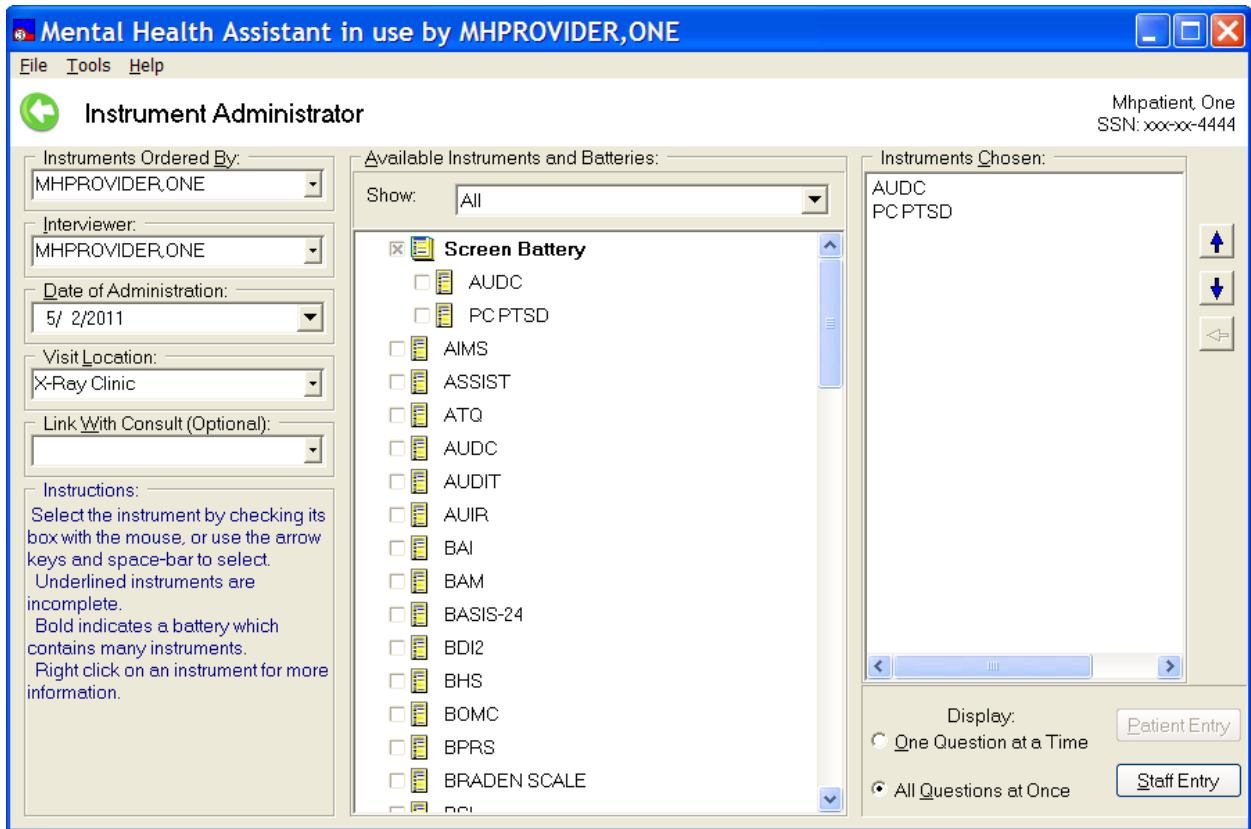 Mental Health Assistant in use by MHPROVIDER,ONE
File Tools Help
Instrument Administrator
Mhpatient, One
SSN: xxx-xx-4444
Instruments Ordered By:
MHPROVIDER,ONE
Interviewer:
MHPROVIDER,ONE
Date of Administration:
5/ 2/2011
Visit Location:
X-Ray Clinic
Link With Consult (Optional):
Instructions:
Select the instrument by checking its
box with the mouse, or use the arrow
keys and space-bar to select.
Underlined instruments are
incomplete.
Bold indicates a battery which
contains many instruments.
Right click on an instrument for more
information.
Available Instruments and Batteries:
Show: All
Screen Battery
AUDC
PC PTSD
AIMS
ASSIST
ATQ
AUDC
AUDIT
AUIR
BAI
BAM
BASIS-24
BDI2
BHS
BOMC
BPRS
BRADEN SCALE
Instruments Chosen:
AUDC
PC PTSD
Display:
One Question at a Time
All Questions at Once
Patient Entry
Staff Entry